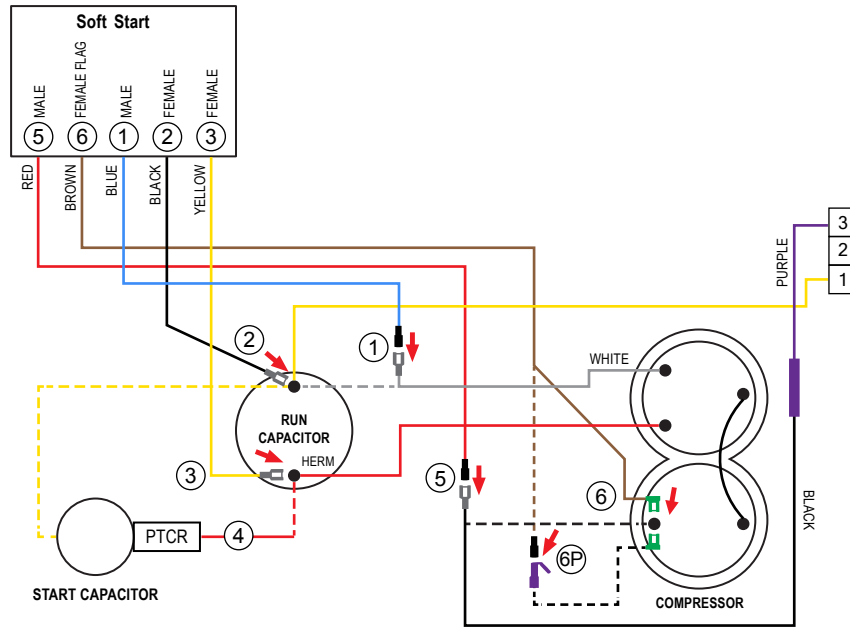 Soft Start
MALE
FEMALE FLAG
MALE
FEMALE
FEMALE
5
6
1
2
3
RED
BROWN
BLUE
BLACK
YELLOW
3
2
1
PURPLE
2
1
WHITE
RUN
CAPACITOR
HERM
3
5
6
BLACK
4
PTCR
6P
START CAPACITOR
COMPRESSOR